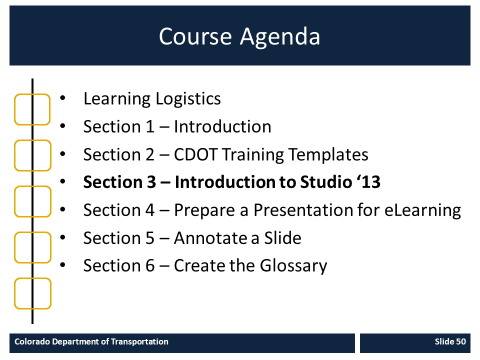 Course Agenda
• Learning Logistics
• Section 1 – Introduction
• Section 2 – CDOT Training Templates
• Section 3 – Introduction to Studio ‘13
• Section 4 – Prepare a Presentation for eLearning
• Section 5 – Annotate a Slide
• Section 6 – Create the Glossary
Colorado Department of Transportation
Slide 50